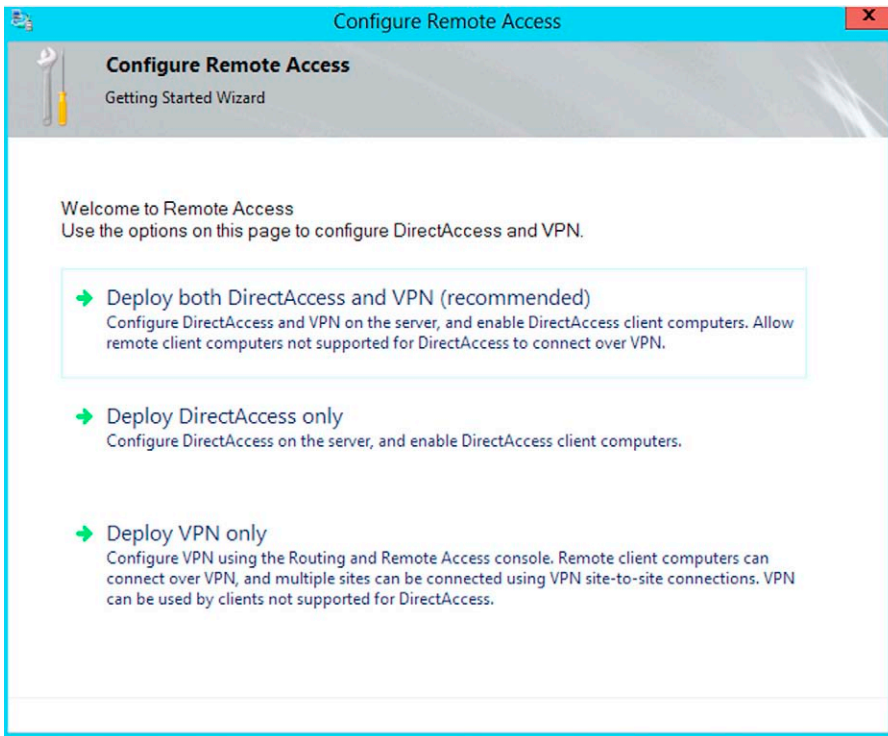 Configure Remote Access
x
Configure Remote Access
Getting Started Wizard
Welcome to Remote Access
Use the options on this page to configure DirectAccess and VPN.
Deploy both DirectAccess and VPN (recommended)
Configure DirectAccess and VPN on the server, and enable DirectAccess client computers. Allow
remote client computers not supported for DirectAccess to connect over VPN.
Deploy DirectAccess only
Configure DirectAccess on the server, and enable DirectAccess client computers.
Deploy VPN only
Configure VPN using the Routing and Remote Access console. Remote client computers can
connect over VPN, and multiple sites can be connected using VPN site-to-site connections. VPN
can be used by clients not supported for DirectAccess.